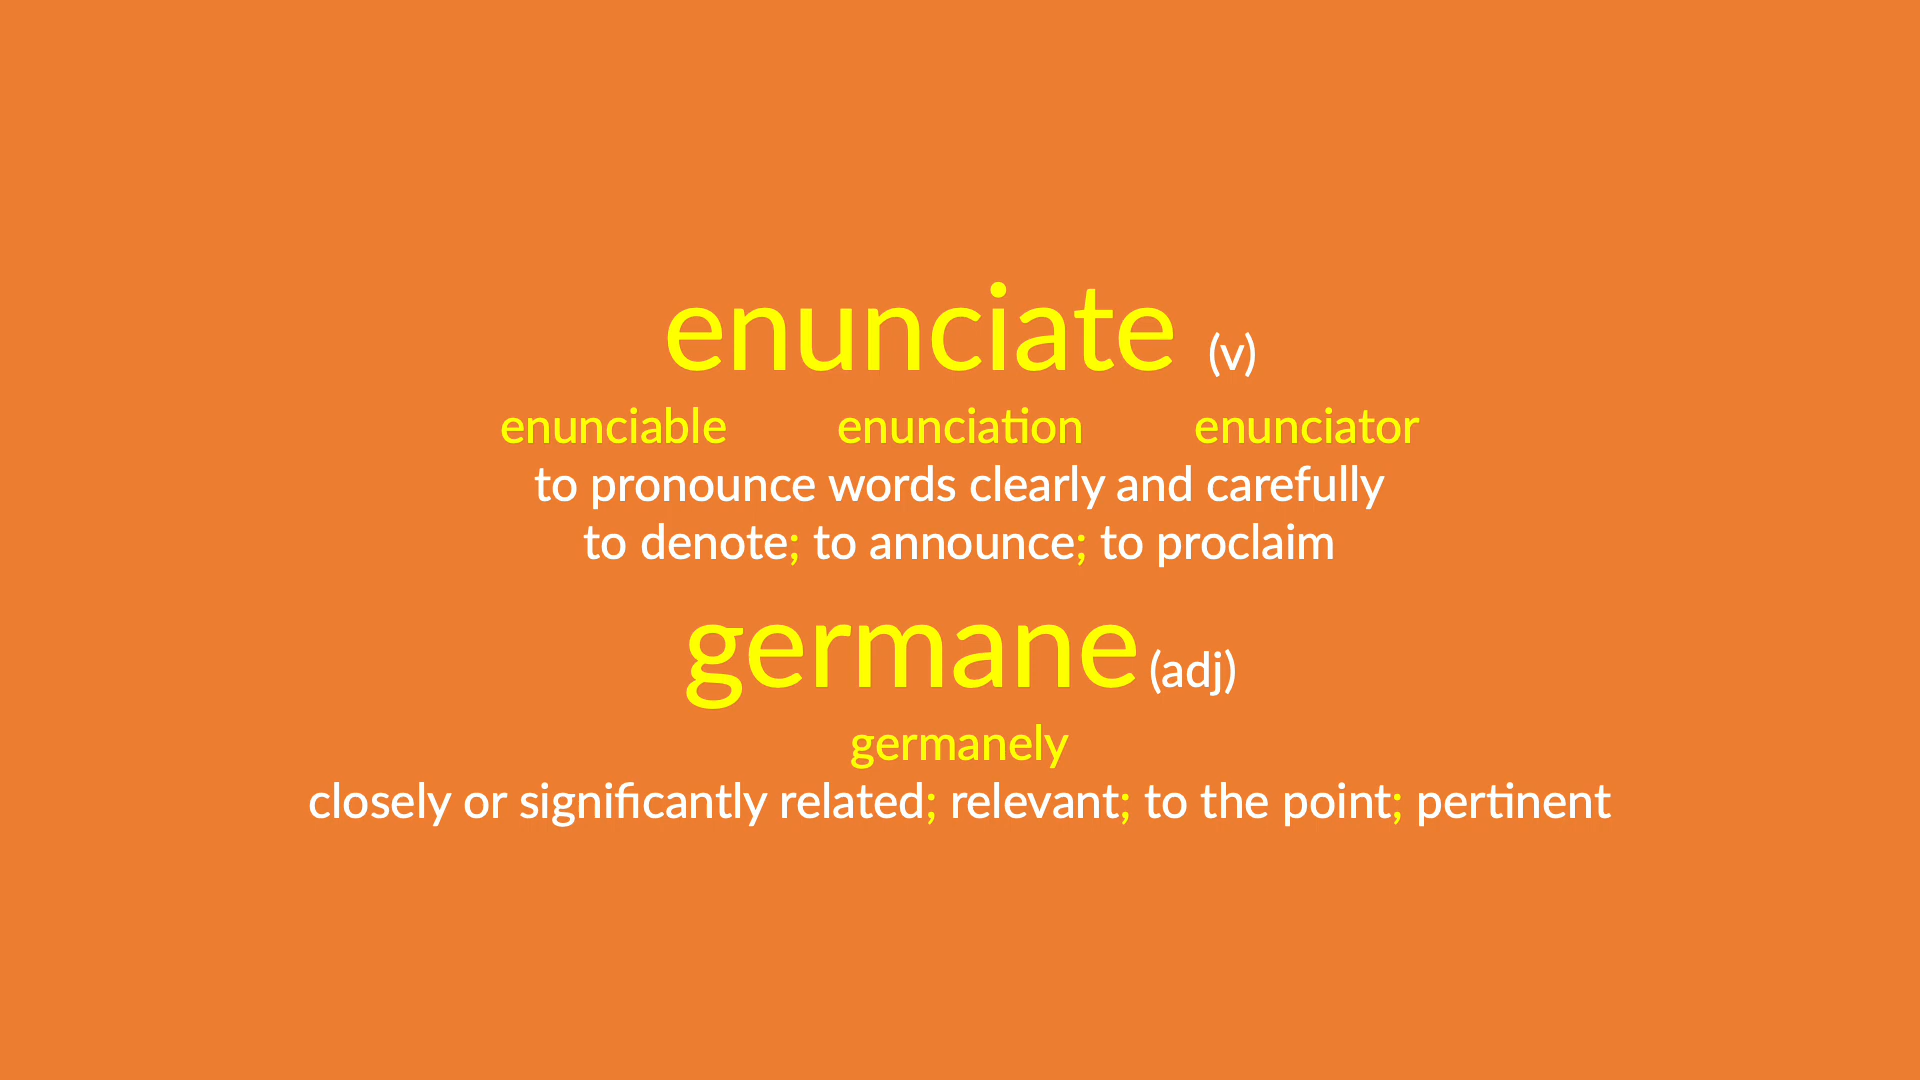 enunciate (v)
enunciable enunciation enunciator
to pronounce words clearly and carefully
to denote; to announce; to proclaim
germane (adj)
germanely
closely or significantly related; relevant; to the point; pertinent